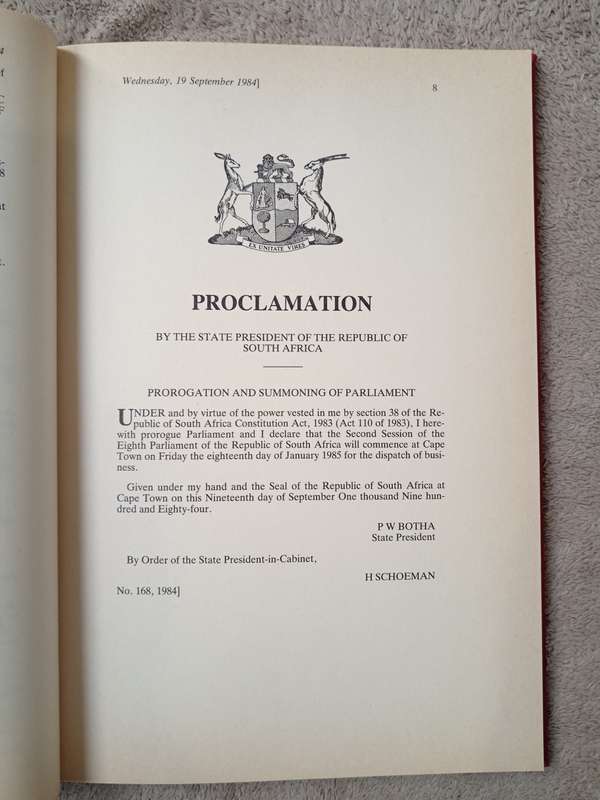 Wednesday, 19 September 1984]
8
EX UNITATE VIRES
PROCLAMATION
BY THE STATE PRESIDENT OF THE REPUBLIC OF
SOUTH AFRICA
PROROGATION AND SUMMONING OF PARLIAMENT
UNDER and by virtue of the power vested in me by section 38 of the Re-
public of South Africa Constitution Act, 1983 (Act 110 of 1983), I here-
with prorogue Parliament and I declare that the Second Session of the
Eighth Parliament of the Republic of South Africa will commence at Cape
Town on Friday the eighteenth day of January 1985 for the dispatch of busi-
ness.
Given under my hand and the Seal of the Republic of South Africa at
Cape Town on this Nineteenth day of September One thousand Nine hun-
dred and Eighty-four.
P W BOTHA
State President
By Order of the State President-in-Cabinet,
H SCHOEMAN
No. 168, 1984]